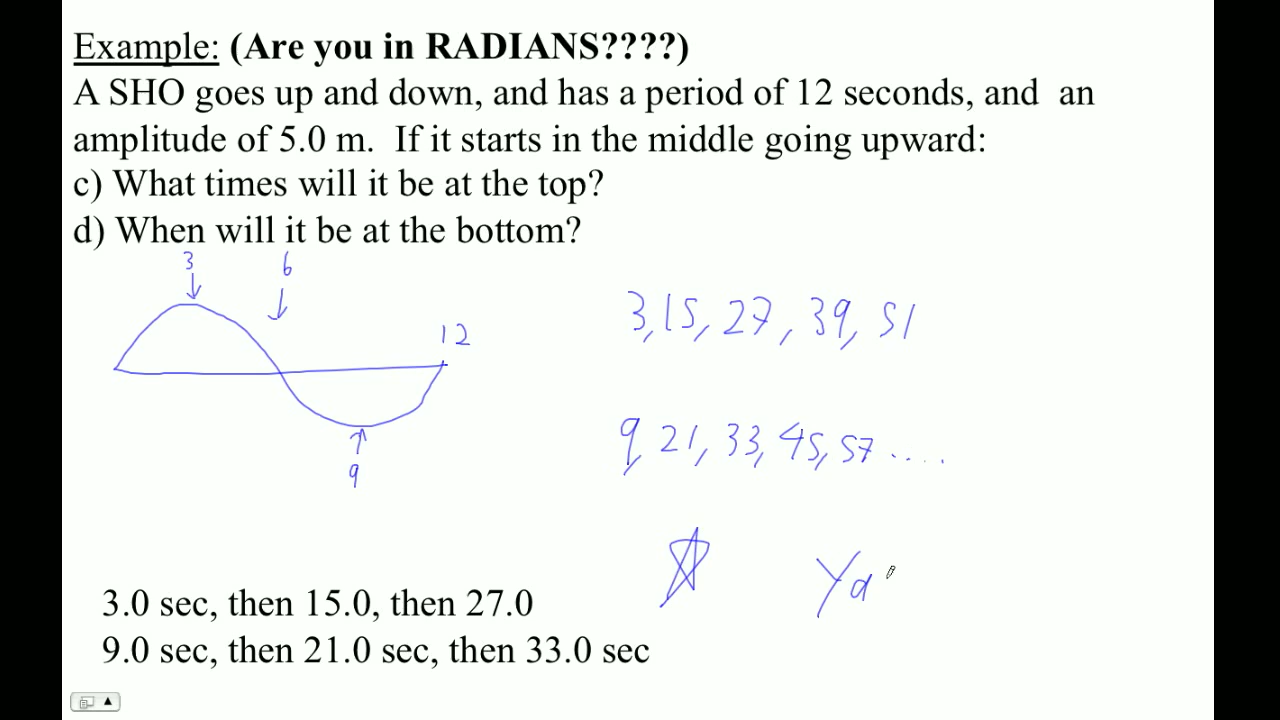 Example: (Are you in RADIANS????)
A SHO goes up and down, and has a period of 12 seconds, and an
amplitude of 5.0 m. If it starts in the middle going upward:
c) What times will it be at the top?
d) When will it be at the bottom?
3
6
12
9
3, 15, 27, 39, 51
9, 21, 33, 45, 57 ....
Ya
3.0 sec, then 15.0, then 27.0
9.0 sec, then 21.0 sec, then 33.0 sec